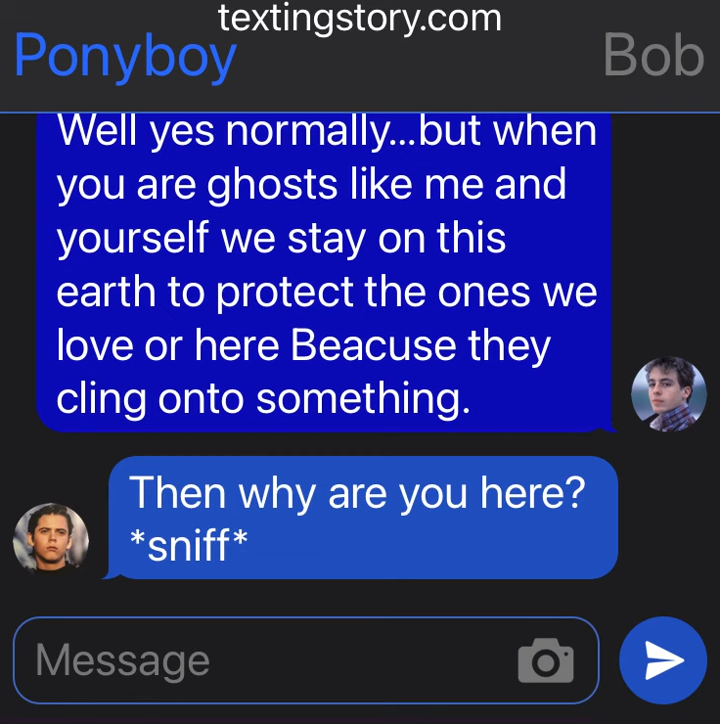 textingstory.com
Ponyboy
Bob
Well yes normally...but when
you are ghosts like me and
yourself we stay on this
earth to protect the ones we
love or here Beacuse they
cling onto something.
Then why are you here?
*sniff*
Message